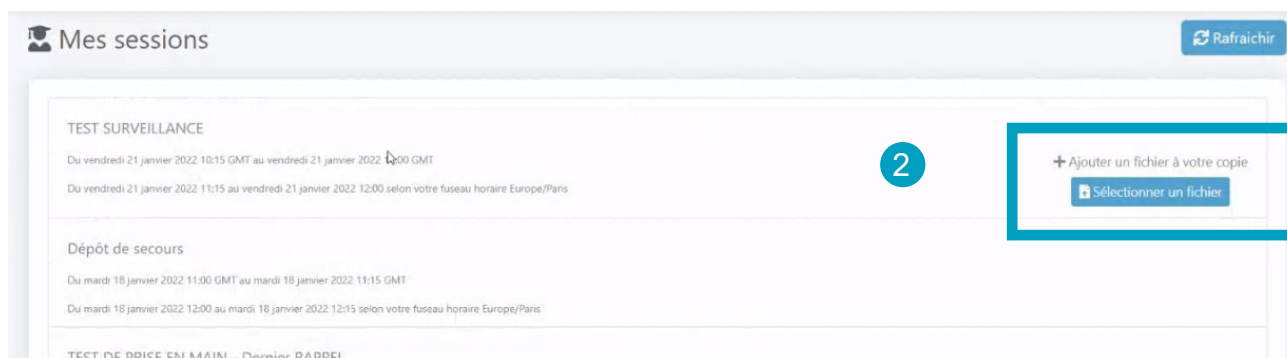 Mes sessions
Rafraichir
TEST SURVEILLANCE
Du vendredi 21 janvier 2022 10:15 GMT au vendredi 21 janvier 2022 GMT
Du vendredi 21 janvier 2022 11:15 au vendredi 21 janvier 2022 12:00 selon votre fuseau horaire Europe/Paris
2
+ Ajouter un fichier à votre copie
Sélectionner un fichier
Dépôt de secours
Du mardi 18 janvier 2022 11:00 GMT au mardi 18 janvier 2022 11:15 GMT
Du mardi 18 janvier 2022 12:00 au mardi 18 janvier 2022 12:15 selon votre fuseau horaire Europe/Paris
TEST DE PRISE EN MAIN - Dernier RAPPEL